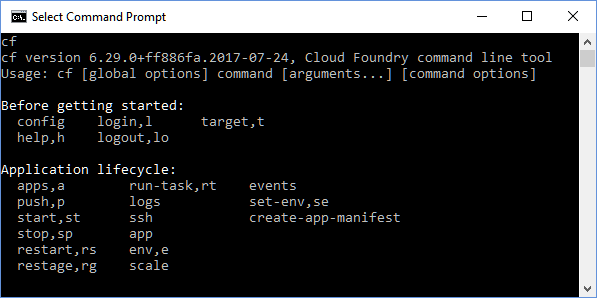 Select Command Prompt
cf
cf version 6.29.0+ff886fa.2017-07-24, Cloud Foundry command line tool
Usage: cf [global options] command [arguments...] [command options]
Before getting started:
config login,l target,t
help,h logout,lo
Application lifecycle:
apps,a run-task,rt events
push,p logs set-env,se
start,st ssh create-app-manifest
stop,sp app
restart,rs env,e
restage,rg scale